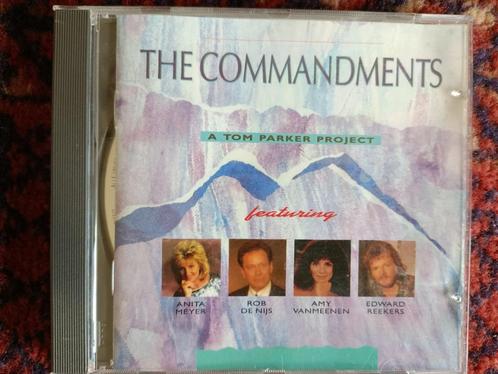 THE COMMANDMENTS
A TOM PARKER PROJECT
featuring
ANITA MEYER
ROB DE NIJS
AMY VANMEENEN
EDWARD REEKERS